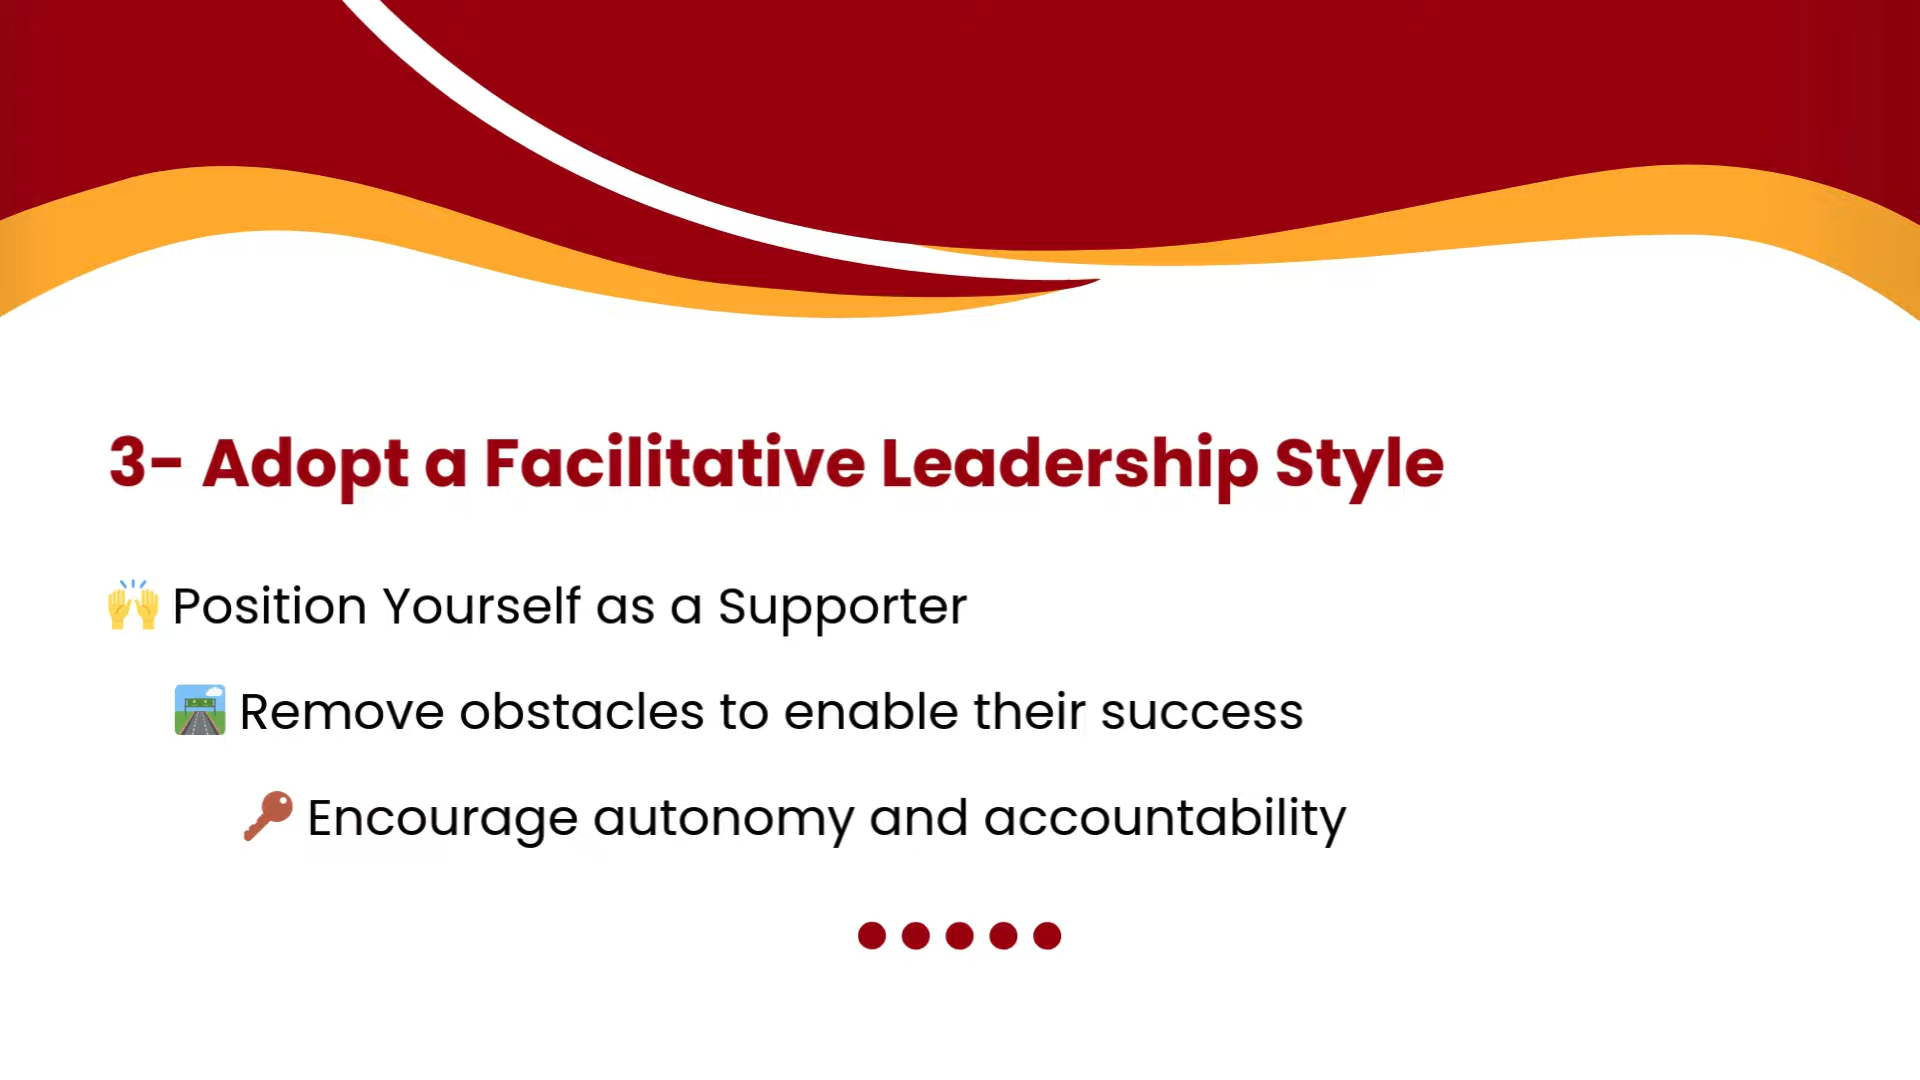 3- Adopt a Facilitative Leadership Style
🙌 Position Yourself as a Supporter
🛣️ Remove obstacles to enable their success
🔑 Encourage autonomy and accountability